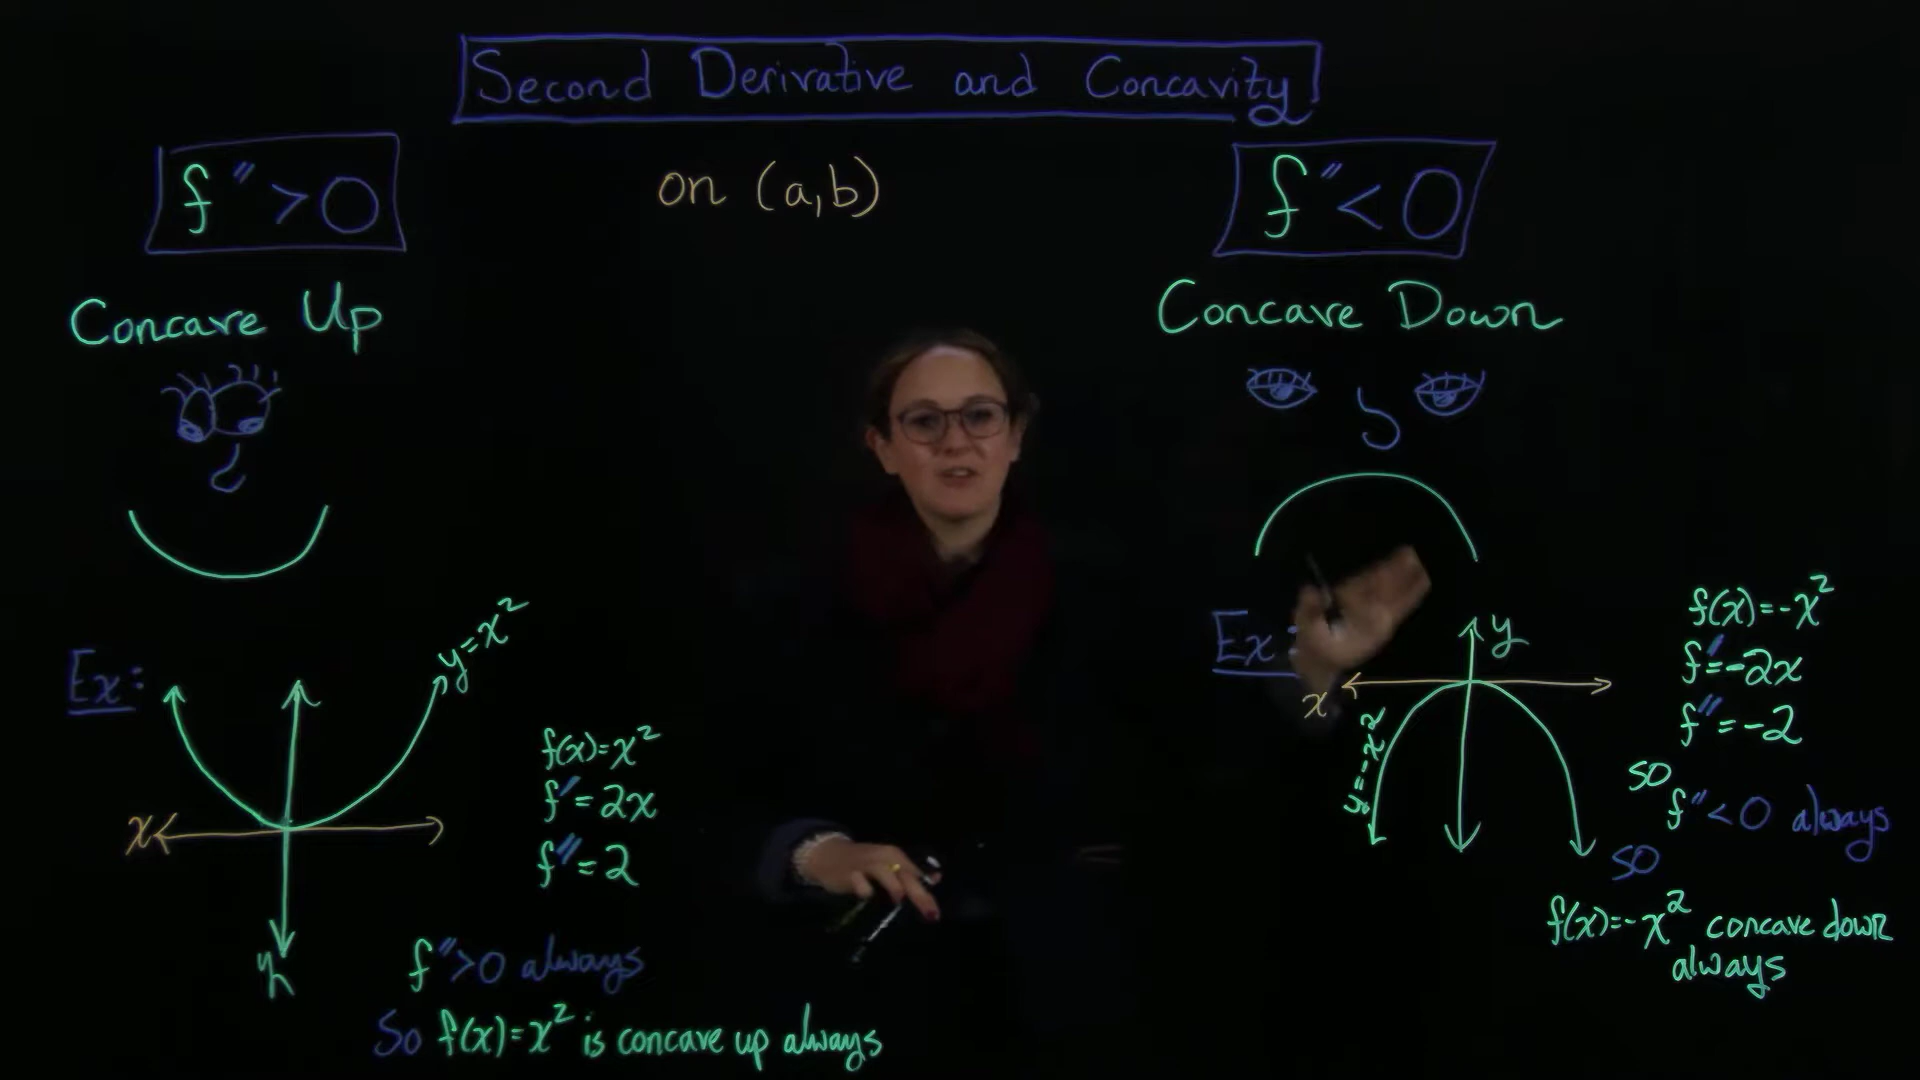 Second Derivative and Concavity
f">0
on (a,b)
f"<0
Concave Up
Concave Down
Ex:
y=x²
x
y
f(x)=x²
f'=2x
f"=2
f">0 always
So f(x)=x² is concave up always
Ex:
y
x
y=-x²
f(x)=-x²
f'=-2x
f"=-2
so
f"<0 always
so
f(x)=-x² concave down
always